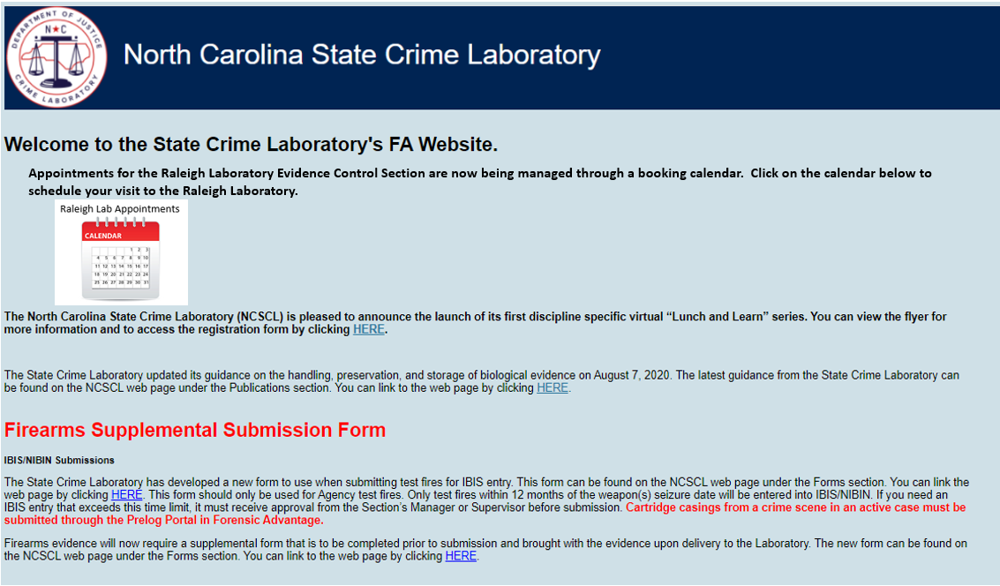 DEPARTMENT OF JUSTICE
N★C
CRIME LABORATORY
North Carolina State Crime Laboratory
Welcome to the State Crime Laboratory's FA Website.
Appointments for the Raleigh Laboratory Evidence Control Section are now being managed through a booking calendar.  Click on the calendar below to
schedule your visit to the Raleigh Laboratory.
Raleigh Lab Appointments
CALENDAR
1 2 3
4 5 6 7 8 9 10
11 12 13 14 15 16 17
18 19 20 21 22 23 24
25 26 27 28 29 30 31
The North Carolina State Crime Laboratory (NCSCL) is pleased to announce the launch of its first discipline specific virtual “Lunch and Learn” series. You can view the flyer for
more information and to access the registration form by clicking HERE.
The State Crime Laboratory updated its guidance on the handling, preservation, and storage of biological evidence on August 7, 2020. The latest guidance from the State Crime Laboratory can
be found on the NCSCL web page under the Publications section. You can link to the web page by clicking HERE.
Firearms Supplemental Submission Form
IBIS/NIBIN Submissions
The State Crime Laboratory has developed a new form to use when submitting test fires for IBIS entry. This form can be found on the NCSCL web page under the Forms section. You can link the
web page by clicking HERE. This form should only be used for Agency test fires. Only test fires within 12 months of the weapon(s) seizure date will be entered into IBIS/NIBIN. If you need an
IBIS entry that exceeds this time limit, it must receive approval from the Section's Manager or Supervisor before submission. Cartridge casings from a crime scene in an active case must be
submitted through the Prelog Portal in Forensic Advantage.
Firearms evidence will now require a supplemental form that is to be completed prior to submission and brought with the evidence upon delivery to the Laboratory. The new form can be found on
the NCSCL web page under the Forms section. You can link to the web page by clicking HERE.